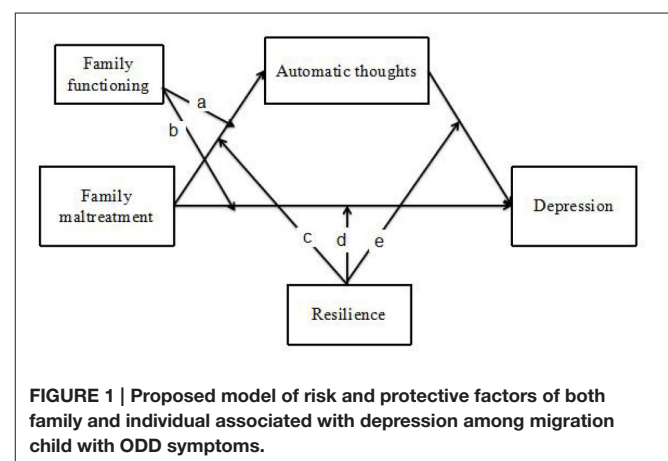 Family
functioning
Automatic thoughts
a
b
Family
maltreatment
Depression
c
d
e
Resilience
FIGURE 1 | Proposed model of risk and protective factors of both
family and individual associated with depression among migration
child with ODD symptoms.